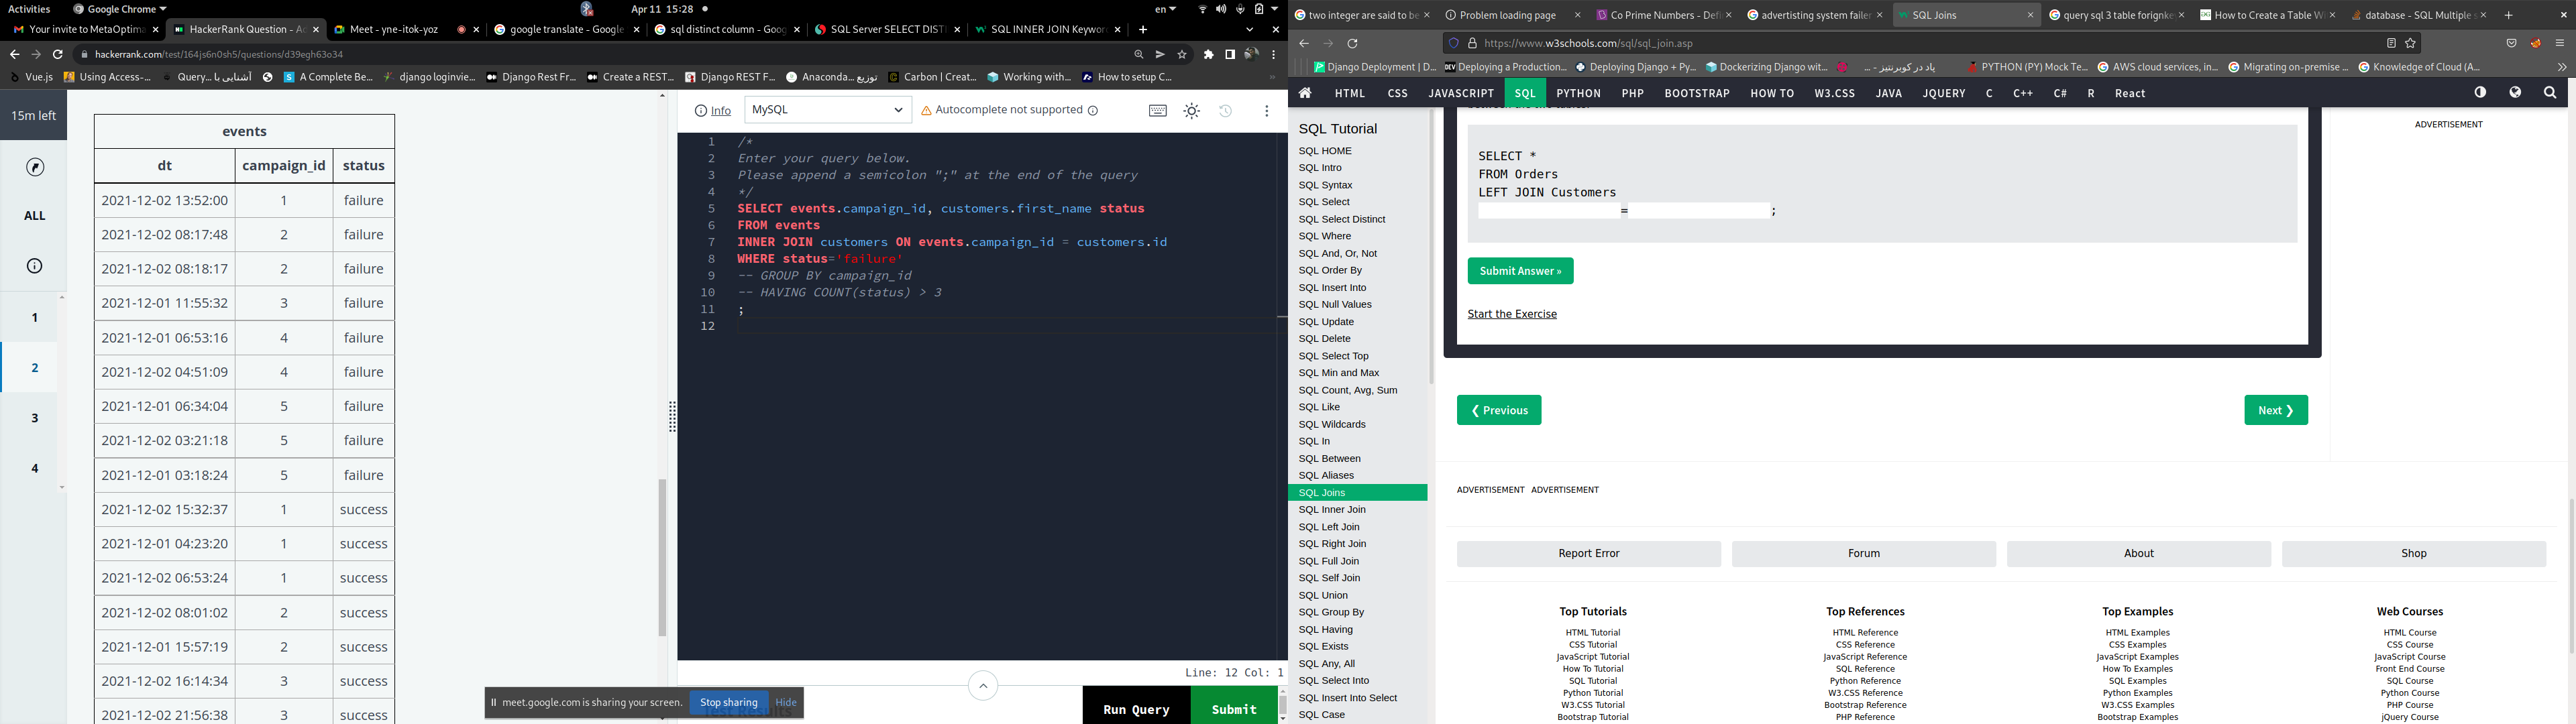 Activities
Google Chrome
Apr 11 15:28
en
Your invite to MetaOptima
HackerRank Question - Ac
Meet - yne-itok-yoz
google translate - Google
sql distinct column - Goog
SQL Server SELECT DISTI
SQL INNER JOIN Keyword
hackerrank.com/test/164js6n0sh5/questions/d39egh63o34
Vue.js
Using Access-...
Query... آشنایی با
A Complete Be...
django loginvie...
Django Rest Fr...
Create a REST...
Django REST F...
Anaconda... توزیع
Carbon | Creat...
Working with...
How to setup C...
15m left
ALL
1
2
3
4
events
dt campaign_id status
2021-12-02 13:52:00 1 failure
2021-12-02 08:17:48 2 failure
2021-12-02 08:18:17 2 failure
2021-12-01 11:55:32 3 failure
2021-12-01 06:53:16 4 failure
2021-12-02 04:51:09 4 failure
2021-12-01 06:34:04 5 failure
2021-12-02 03:21:18 5 failure
2021-12-01 03:18:24 5 failure
2021-12-02 15:32:37 1 success
2021-12-01 04:23:20 1 success
2021-12-02 06:53:24 1 success
2021-12-02 08:01:02 2 success
2021-12-01 15:57:19 2 success
2021-12-02 16:14:34 3 success
2021-12-02 21:56:38 3 success
Info
MySQL
Autocomplete not supported
1 /*
2 Enter your query below.
3 Please append a semicolon ";" at the end of the query
4 */
5 SELECT events.campaign_id, customers.first_name status
6 FROM events
7 INNER JOIN customers ON events.campaign_id = customers.id
8 WHERE status='failure'
9 -- GROUP BY campaign_id
10 -- HAVING COUNT(status) > 3
11 ;
12
Line: 12 Col: 1
meet.google.com is sharing your screen.
Stop sharing
Hide
Run Query
Submit
two integer are said to be
Problem loading page
Co Prime Numbers - Defi
advertisting system failer
SQL Joins
query sql 3 table forignke
How to Create a Table Wi
database - SQL Multiple s
https://www.w3schools.com/sql/sql_join.asp
Django Deployment | D...
Deploying a Production...
Deploying Django + Py...
Dockerizing Django wit...
پاد در کوبرنتیز - ...
PYTHON (PY) Mock Te...
AWS cloud services, in...
Migrating on-premise ...
Knowledge of Cloud (A...
HTML
CSS
JAVASCRIPT
SQL
PYTHON
PHP
BOOTSTRAP
HOW TO
W3.CSS
JAVA
JQUERY
C
C++
C#
R
React
SQL Tutorial
SQL HOME
SQL Intro
SQL Syntax
SQL Select
SQL Select Distinct
SQL Where
SQL And, Or, Not
SQL Order By
SQL Insert Into
SQL Null Values
SQL Update
SQL Delete
SQL Select Top
SQL Min and Max
SQL Count, Avg, Sum
SQL Like
SQL Wildcards
SQL In
SQL Between
SQL Aliases
SQL Joins
SQL Inner Join
SQL Left Join
SQL Right Join
SQL Full Join
SQL Self Join
SQL Union
SQL Group By
SQL Having
SQL Exists
SQL Any, All
SQL Select Into
SQL Insert Into Select
SQL Case
SELECT *
FROM Orders
LEFT JOIN Customers
= ;
Submit Answer »
Start the Exercise
❮ Previous
Next ❯
ADVERTISEMENT
ADVERTISEMENT ADVERTISEMENT
Report Error
Forum
About
Shop
Top Tutorials
HTML Tutorial
CSS Tutorial
JavaScript Tutorial
How To Tutorial
SQL Tutorial
Python Tutorial
W3.CSS Tutorial
Bootstrap Tutorial
Top References
HTML Reference
CSS Reference
JavaScript Reference
SQL Reference
Python Reference
W3.CSS Reference
Bootstrap Reference
PHP Reference
Top Examples
HTML Examples
CSS Examples
JavaScript Examples
How To Examples
SQL Examples
Python Examples
W3.CSS Examples
Bootstrap Examples
Web Courses
HTML Course
CSS Course
JavaScript Course
Front End Course
SQL Course
Python Course
PHP Course
jQuery Course